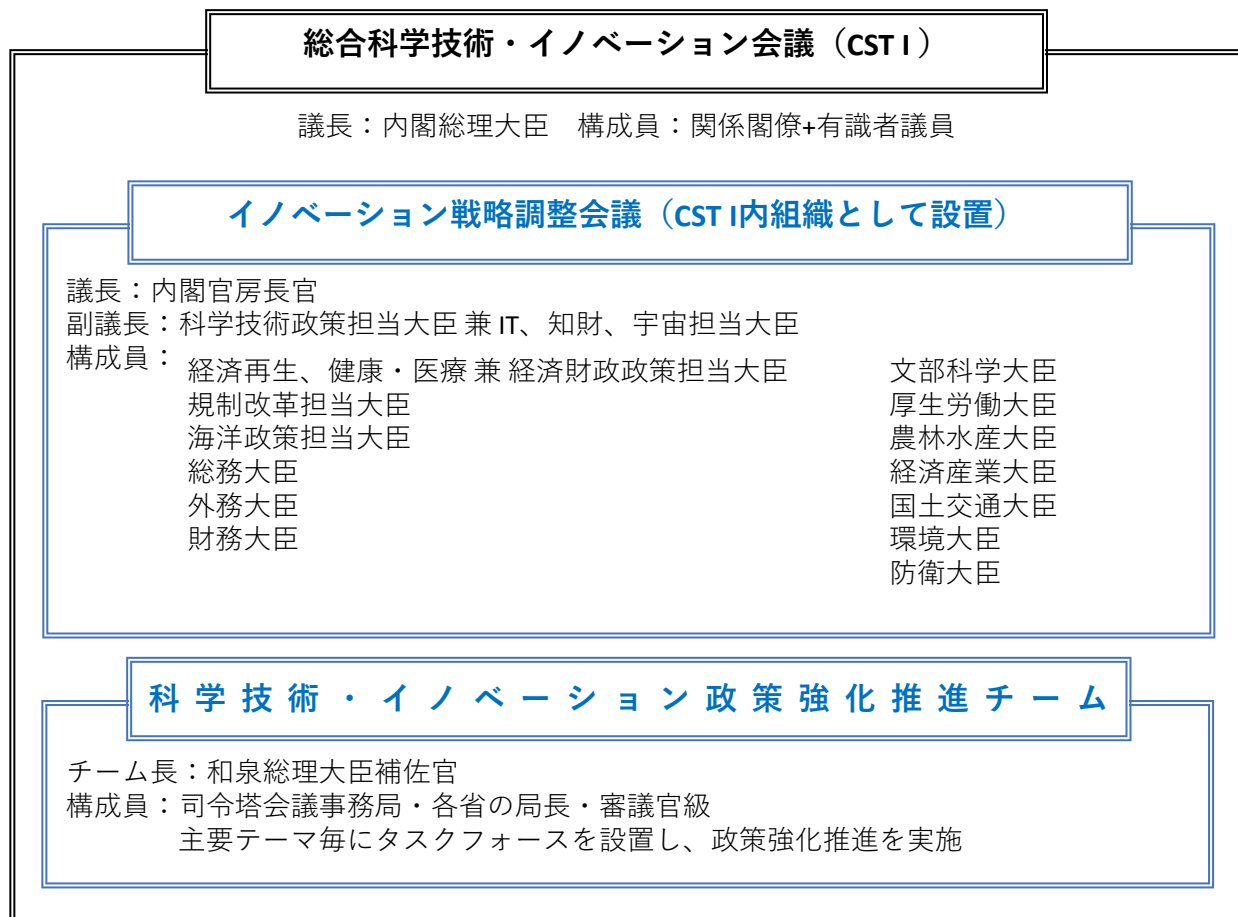 総合科学技術・イノベーション会議（CSTI）
議長：内閣総理大臣　構成員：関係閣僚+有識者議員
イノベーション戦略調整会議（CSTI内組織として設置）
議長：内閣官房長官
副議長：科学技術政策担当大臣 兼 IT、知財、宇宙担当大臣
構成員：
経済再生、健康・医療 兼 経済財政政策担当大臣
規制改革担当大臣
海洋政策担当大臣
総務大臣
外務大臣
財務大臣
文部科学大臣
厚生労働大臣
農林水産大臣
経済産業大臣
国土交通大臣
環境大臣
防衛大臣
科学技術・イノベーション政策強化推進チーム
チーム長：和泉総理大臣補佐官
構成員：司令塔会議事務局・各省の局長・審議官級
主要テーマ毎にタスクフォースを設置し、政策強化推進を実施